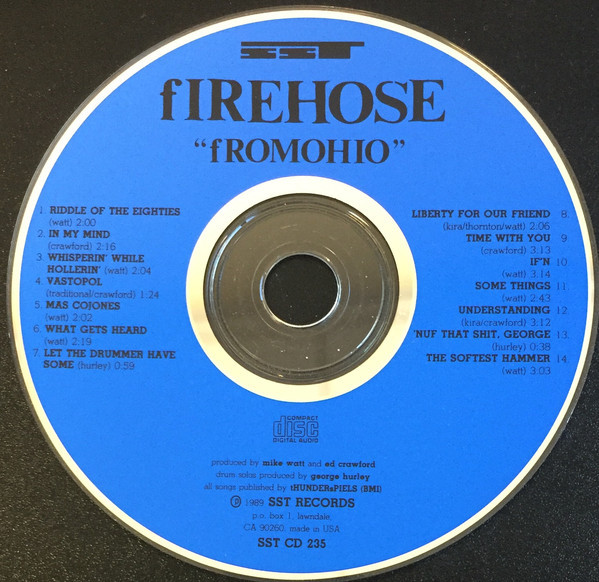 SST
fIREHOSE
"fROMOHIO"
1. RIDDLE OF THE EIGHTIES
(watt) 2:00
2. IN MY MIND
(crawford) 2:16
3. WHISPERIN' WHILE
HOLLERIN' (watt) 2:04
4. VASTOPOL
(traditional/crawford) 1:24
5. MAS COJONES
(watt) 2:02
6. WHAT GETS HEARD
(watt) 2:19
7. LET THE DRUMMER HAVE
SOME (hurley) 0:59
LIBERTY FOR OUR FRIEND 8.
(kira/thornton/watt) 2:06
TIME WITH YOU 9.
(crawford) 3:13
IF'N 10.
(watt) 3.14
SOME THINGS 11.
(watt) 2:43
UNDERSTANDING 12.
(kira/crawford) 3:12
'NUF THAT SHIT, GEORGE 13.
(hurley) 0:38
THE SOFTEST HAMMER 14.
(watt) 3:03
COMPACT
disc
DIGITAL AUDIO
produced by mike watt and ed crawford
drum solos produced by george hurley
all songs published by tHUNDERsPIELS (BMI)
℗ 1989 SST RECORDS
p.o. box 1, lawndale,
CA 90260, made in USA
SST CD 235